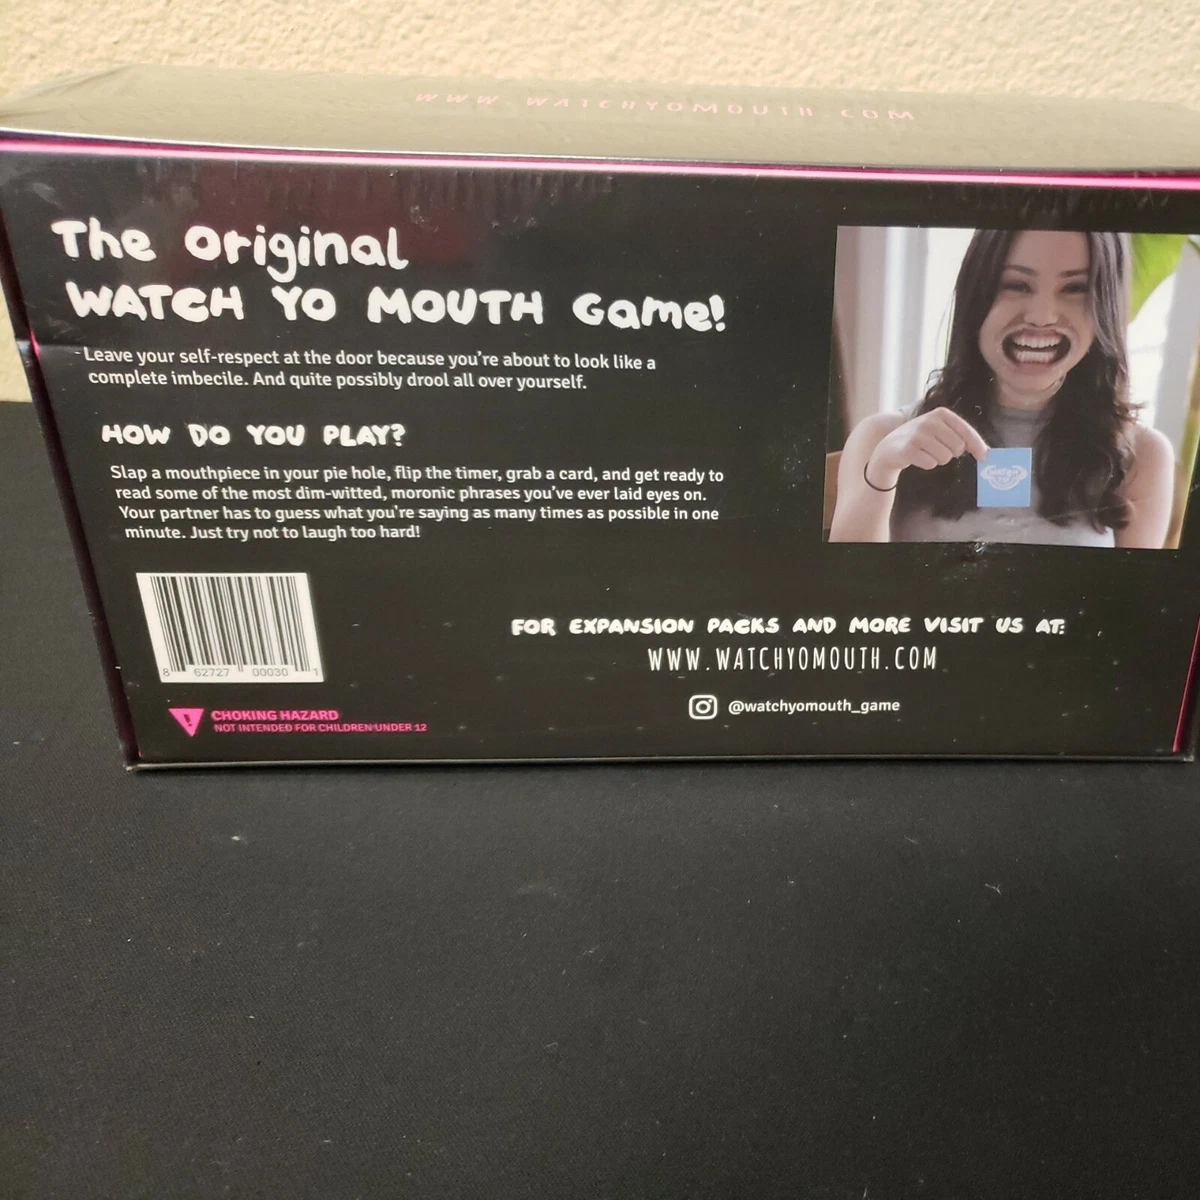 WWW.WATCHYOMOUTH.COM
The Original
WATCH YO MOUTH Game!
Leave your self-respect at the door because you're about to look like a
complete imbecile. And quite possibly drool all over yourself.
HOW DO YOU PLAY?
Slap a mouthpiece in your pie hole, flip the timer, grab a card, and get ready to
read some of the most dim-witted, moronic phrases you've ever laid eyes on.
Your partner has to guess what you're saying as many times as possible in one
minute. Just try not to laugh too hard!
WATCH
YO
8 62727 00030 1
CHOKING HAZARD
NOT INTENDED FOR CHILDREN UNDER 12
FOR EXPANSION PACKS AND MORE VISIT US AT:
WWW.WATCHYOMOUTH.COM
@watchyomouth_game